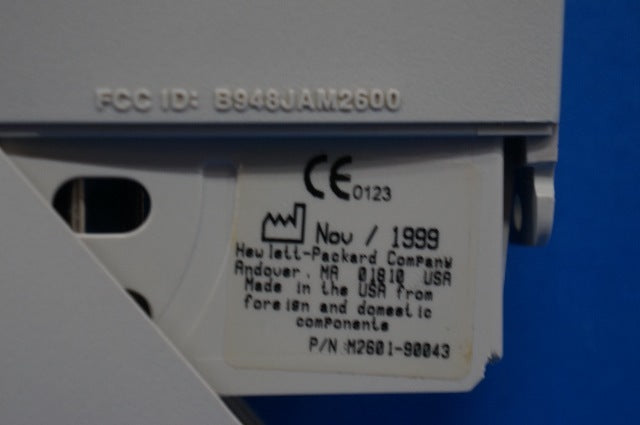 FCC ID: B948JAM2600
CE 0123
Nov / 1999
Hewlett-Packard Company
Andover, MA 01810 USA
Made in the USA from
foreign and domestic
components
P/N :M2601-90043